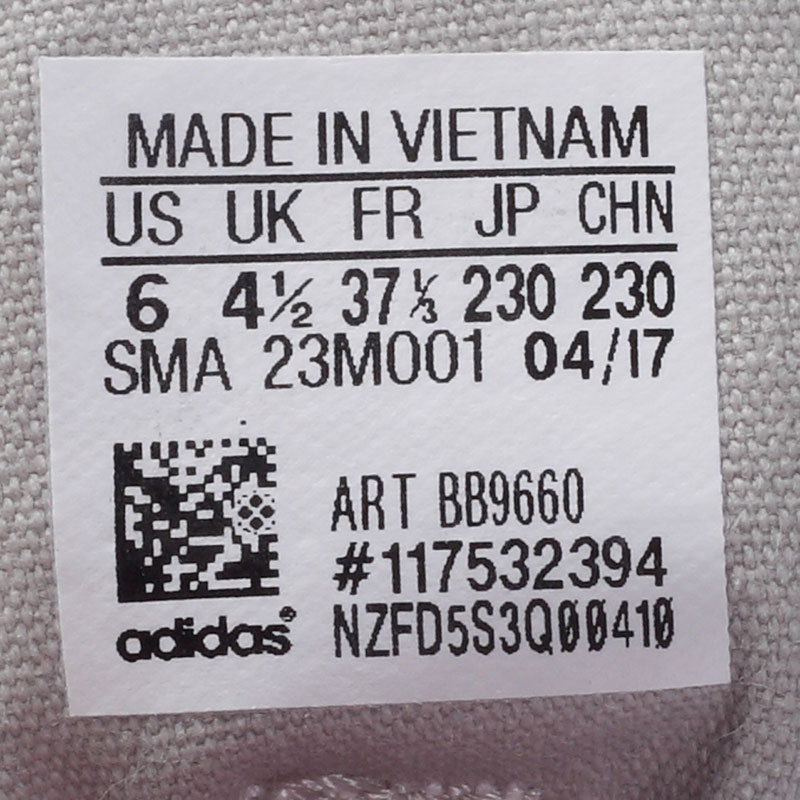 MADE IN VIETNAM
US UK FR JP CHN
6 4½ 37⅓ 230 230
SMA 23M001 04/17
ART BB9660
#117532394
adidas® NZFD5S3Q00410